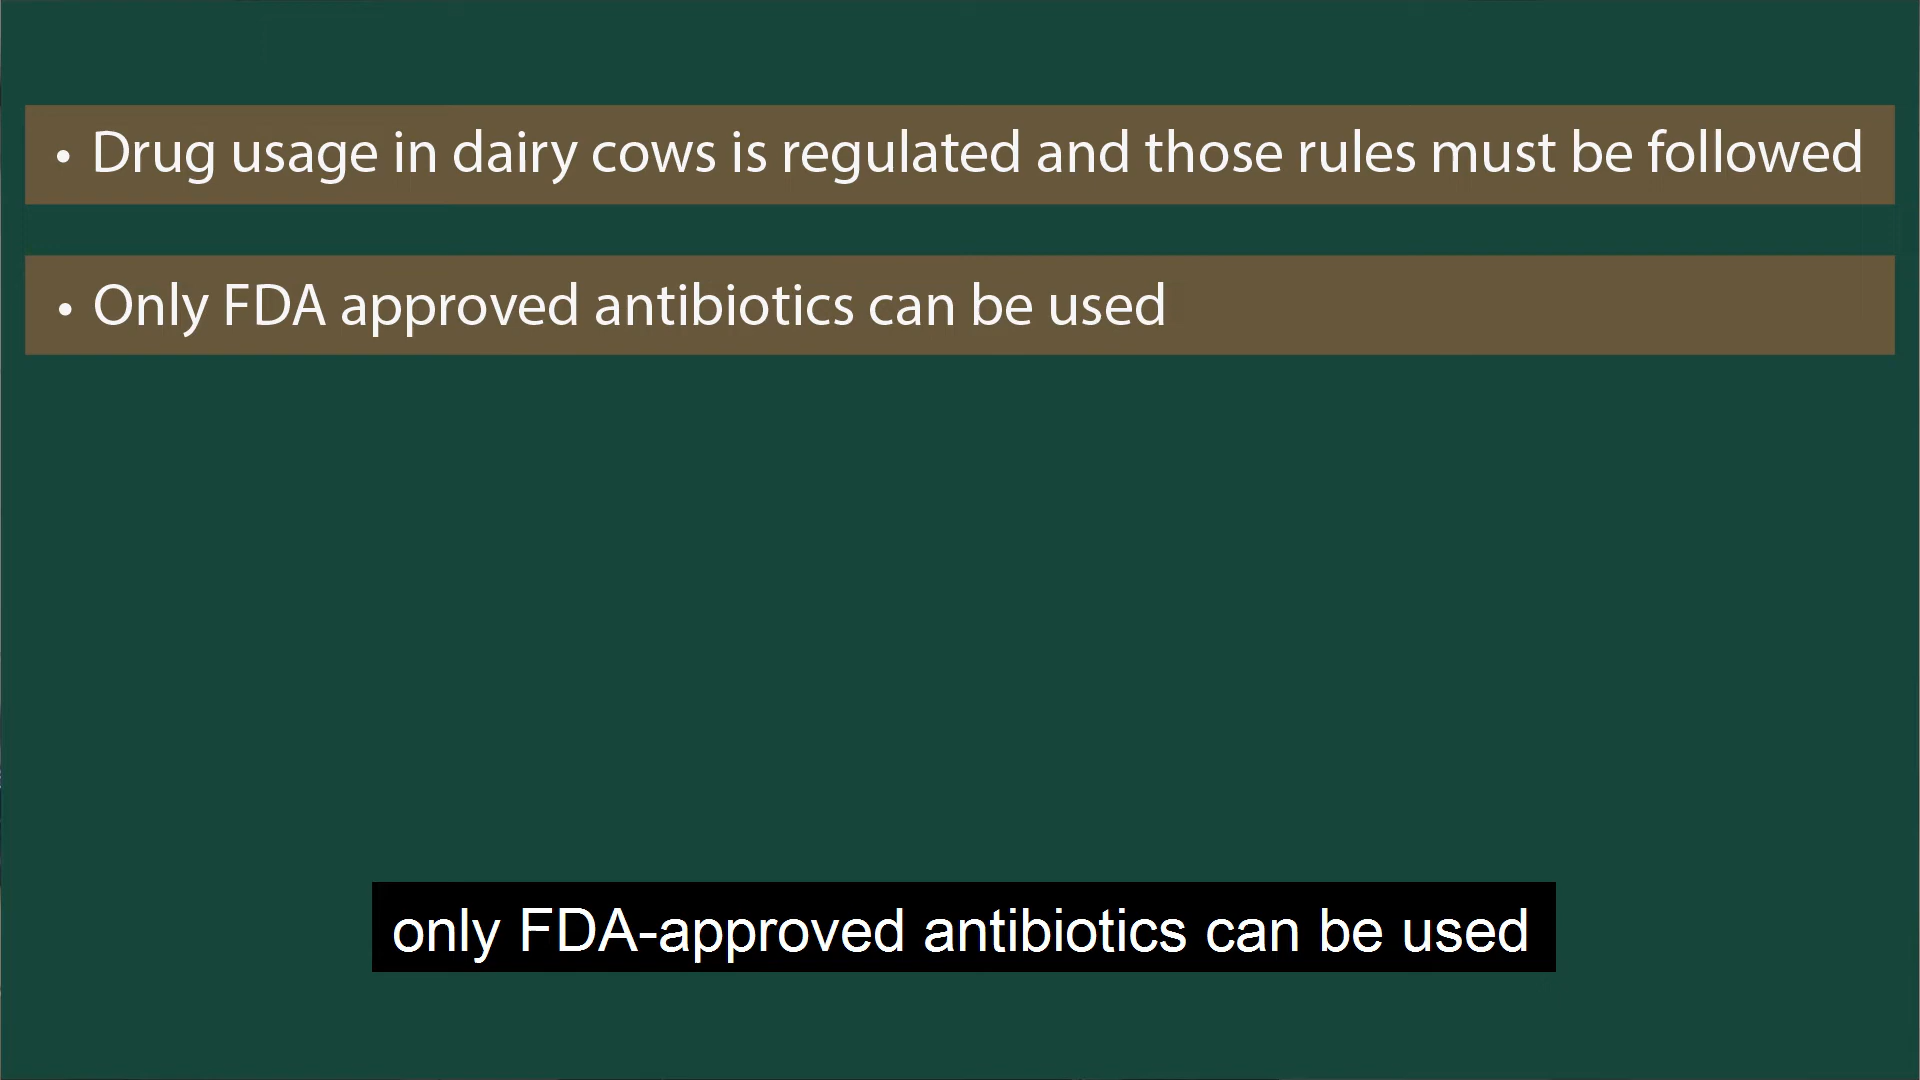 • Drug usage in dairy cows is regulated and those rules must be followed
• Only FDA approved antibiotics can be used
only FDA-approved antibiotics can be used